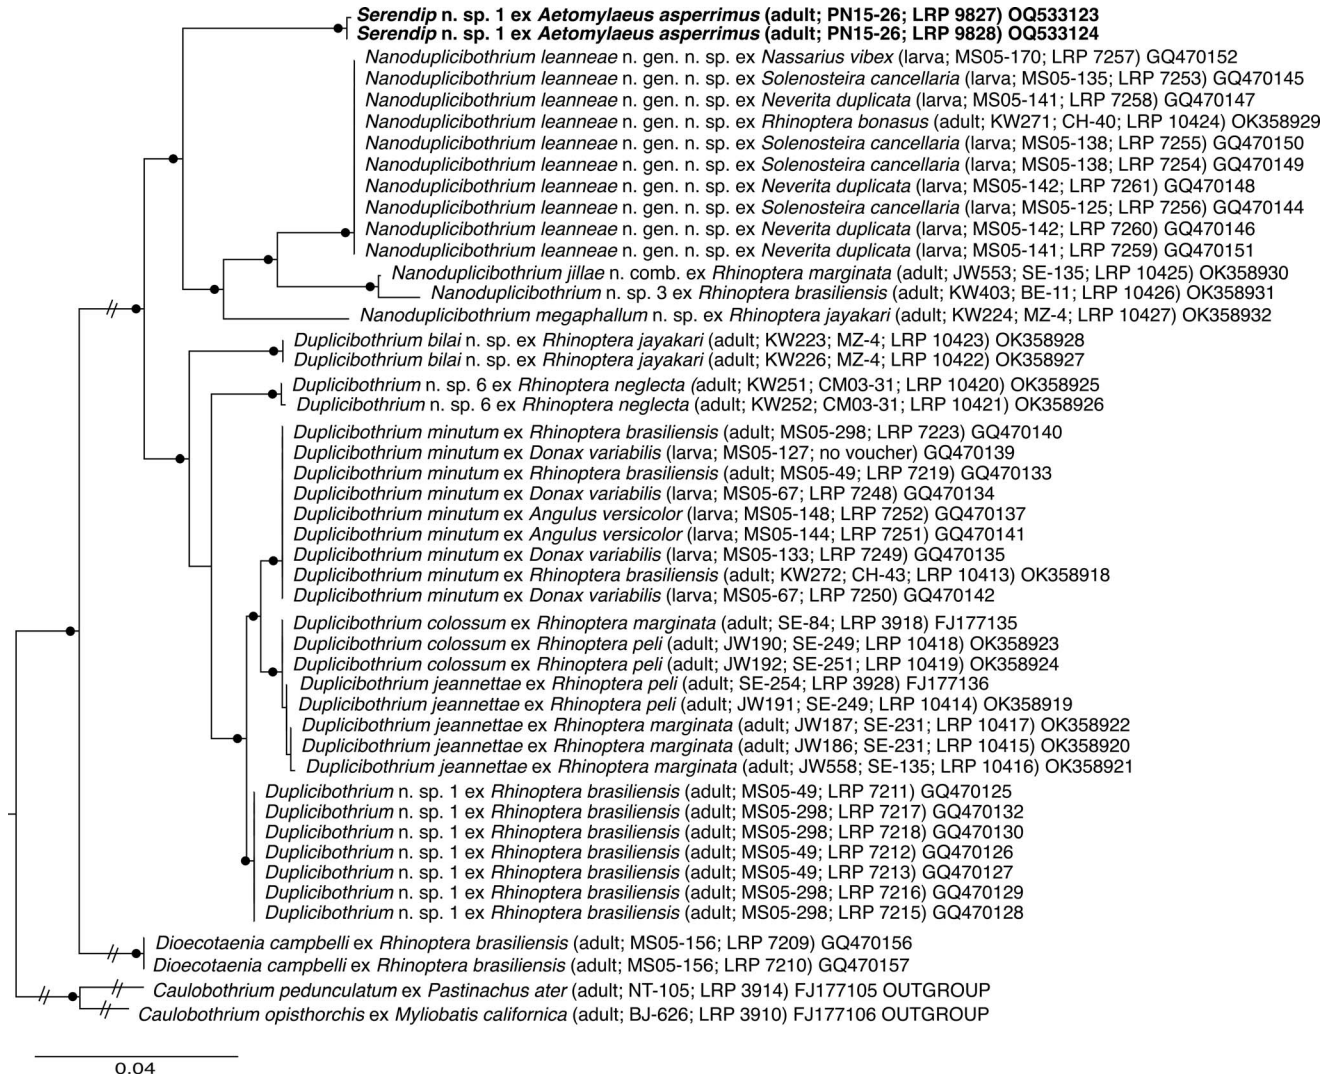 Serendip n. sp. 1 ex Aetomylaeus asperrimus (adult; PN15-26; LRP 9827) OQ533123
Serendip n. sp. 1 ex Aetomylaeus asperrimus (adult; PN15-26; LRP 9828) OQ533124
Nanoduplicibothrium leanneae n. gen. n. sp. ex Nassarius vibex (larva; MS05-170; LRP 7257) GQ470152
Nanoduplicibothrium leanneae n. gen. n. sp. ex Solenosteira cancellaria (larva; MS05-135; LRP 7253) GQ470145
Nanoduplicibothrium leanneae n. gen. n. sp. ex Neverita duplicata (larva; MS05-141; LRP 7258) GQ470147
Nanoduplicibothrium leanneae n. gen. n. sp. ex Rhinoptera bonasus (adult; KW271; CH-40; LRP 10424) OK358929
Nanoduplicibothrium leanneae n. gen. n. sp. ex Solenosteira cancellaria (larva; MS05-138; LRP 7255) GQ470150
Nanoduplicibothrium leanneae n. gen. n. sp. ex Solenosteira cancellaria (larva; MS05-138; LRP 7254) GQ470149
Nanoduplicibothrium leanneae n. gen. n. sp. ex Neverita duplicata (larva; MS05-142; LRP 7261) GQ470148
Nanoduplicibothrium leanneae n. gen. n. sp. ex Solenosteira cancellaria (larva; MS05-125; LRP 7256) GQ470144
Nanoduplicibothrium leanneae n. gen. n. sp. ex Neverita duplicata (larva; MS05-142; LRP 7260) GQ470146
Nanoduplicibothrium leanneae n. gen. n. sp. ex Neverita duplicata (larva; MS05-141; LRP 7259) GQ470151
Nanoduplicibothrium jillae n. comb. ex Rhinoptera marginata (adult; JW553; SE-135; LRP 10425) OK358930
Nanoduplicibothrium n. sp. 3 ex Rhinoptera brasiliensis (adult; KW403; BE-11; LRP 10426) OK358931
Nanoduplicibothrium megaphallum n. sp. ex Rhinoptera jayakari (adult; KW224; MZ-4; LRP 10427) OK358932
Duplicibothrium bilai n. sp. ex Rhinoptera jayakari (adult; KW223; MZ-4; LRP 10423) OK358928
Duplicibothrium bilai n. sp. ex Rhinoptera jayakari (adult; KW226; MZ-4; LRP 10422) OK358927
Duplicibothrium n. sp. 6 ex Rhinoptera neglecta (adult; KW251; CM03-31; LRP 10420) OK358925
Duplicibothrium n. sp. 6 ex Rhinoptera neglecta (adult; KW252; CM03-31; LRP 10421) OK358926
Duplicibothrium minutum ex Rhinoptera brasiliensis (adult; MS05-298; LRP 7223) GQ470140
Duplicibothrium minutum ex Donax variabilis (larva; MS05-127; no voucher) GQ470139
Duplicibothrium minutum ex Rhinoptera brasiliensis (adult; MS05-49; LRP 7219) GQ470133
Duplicibothrium minutum ex Donax variabilis (larva; MS05-67; LRP 7248) GQ470134
Duplicibothrium minutum ex Angulus versicolor (larva; MS05-148; LRP 7252) GQ470137
Duplicibothrium minutum ex Angulus versicolor (larva; MS05-144; LRP 7251) GQ470141
Duplicibothrium minutum ex Donax variabilis (larva; MS05-133; LRP 7249) GQ470135
Duplicibothrium minutum ex Rhinoptera brasiliensis (adult; KW272; CH-43; LRP 10413) OK358918
Duplicibothrium minutum ex Donax variabilis (larva; MS05-67; LRP 7250) GQ470142
Duplicibothrium colossum ex Rhinoptera marginata (adult; SE-84; LRP 3918) FJ177135
Duplicibothrium colossum ex Rhinoptera peli (adult; JW190; SE-249; LRP 10418) OK358923
Duplicibothrium colossum ex Rhinoptera peli (adult; JW192; SE-251; LRP 10419) OK358924
Duplicibothrium jeannettae ex Rhinoptera peli (adult; SE-254; LRP 3928) FJ177136
Duplicibothrium jeannettae ex Rhinoptera peli (adult; JW191; SE-249; LRP 10414) OK358919
Duplicibothrium jeannettae ex Rhinoptera marginata (adult; JW187; SE-231; LRP 10417) OK358922
Duplicibothrium jeannettae ex Rhinoptera marginata (adult; JW186; SE-231; LRP 10415) OK358920
Duplicibothrium jeannettae ex Rhinoptera marginata (adult; JW558; SE-135; LRP 10416) OK358921
Duplicibothrium n. sp. 1 ex Rhinoptera brasiliensis (adult; MS05-49; LRP 7211) GQ470125
Duplicibothrium n. sp. 1 ex Rhinoptera brasiliensis (adult; MS05-298; LRP 7217) GQ470132
Duplicibothrium n. sp. 1 ex Rhinoptera brasiliensis (adult; MS05-298; LRP 7218) GQ470130
Duplicibothrium n. sp. 1 ex Rhinoptera brasiliensis (adult; MS05-49; LRP 7212) GQ470126
Duplicibothrium n. sp. 1 ex Rhinoptera brasiliensis (adult; MS05-49; LRP 7213) GQ470127
Duplicibothrium n. sp. 1 ex Rhinoptera brasiliensis (adult; MS05-298; LRP 7216) GQ470129
Duplicibothrium n. sp. 1 ex Rhinoptera brasiliensis (adult; MS05-298; LRP 7215) GQ470128
Dioecotaenia campbelli ex Rhinoptera brasiliensis (adult; MS05-156; LRP 7209) GQ470156
Dioecotaenia campbelli ex Rhinoptera brasiliensis (adult; MS05-156; LRP 7210) GQ470157
Caulobothrium pedunculatum ex Pastinachus ater (adult; NT-105; LRP 3914) FJ177105 OUTGROUP
Caulobothrium opisthorchis ex Myliobatis californica (adult; BJ-626; LRP 3910) FJ177106 OUTGROUP
0.04